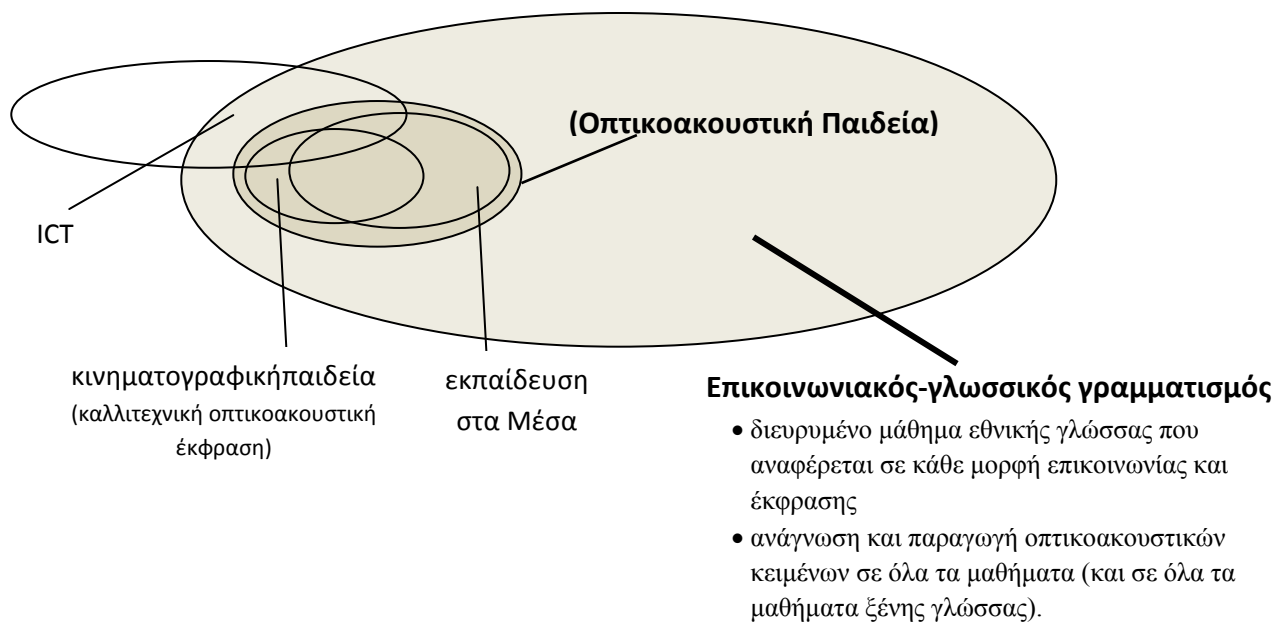 (Οπτικοακουστική Παιδεία)
ICT
κινηματογραφικήπαιδεία
(καλλιτεχνική οπτικοακουστική
έκφραση)
εκπαίδευση
στα Μέσα
Επικοινωνιακός-γλωσσικός γραμματισμός
• διευρυμένο μάθημα εθνικής γλώσσας που
αναφέρεται σε κάθε μορφή επικοινωνίας και
έκφρασης
• ανάγνωση και παραγωγή οπτικοακουστικών
κειμένων σε όλα τα μαθήματα (και σε όλα τα
μαθήματα ξένης γλώσσας).